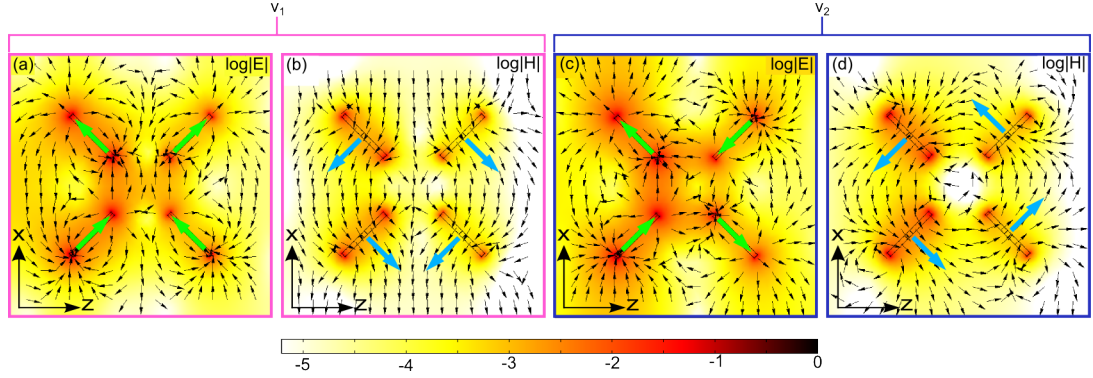 v1 v2
(a) log|E| (b) log|H| (c) log|E| (d) log|H|
X X X X
Z Z Z Z
-5 -4 -3 -2 -1 0